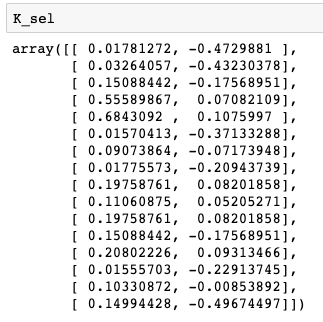 K_sel
array([[ 0.01781272, -0.4729881 ],
[ 0.03264057, -0.43230378],
[ 0.15088442, -0.17568951],
[ 0.55589867, 0.07082109],
[ 0.6843092 , 0.1075997 ],
[ 0.01570413, -0.37133288],
[ 0.09073864, -0.07173948],
[ 0.01775573, -0.20943739],
[ 0.19758761, 0.08201858],
[ 0.11060875, 0.05205271],
[ 0.19758761, 0.08201858],
[ 0.15088442, -0.17568951],
[ 0.20802226, 0.09313466],
[ 0.01555703, -0.22913745],
[ 0.10330872, -0.00853892],
[ 0.14994428, -0.49674497]])